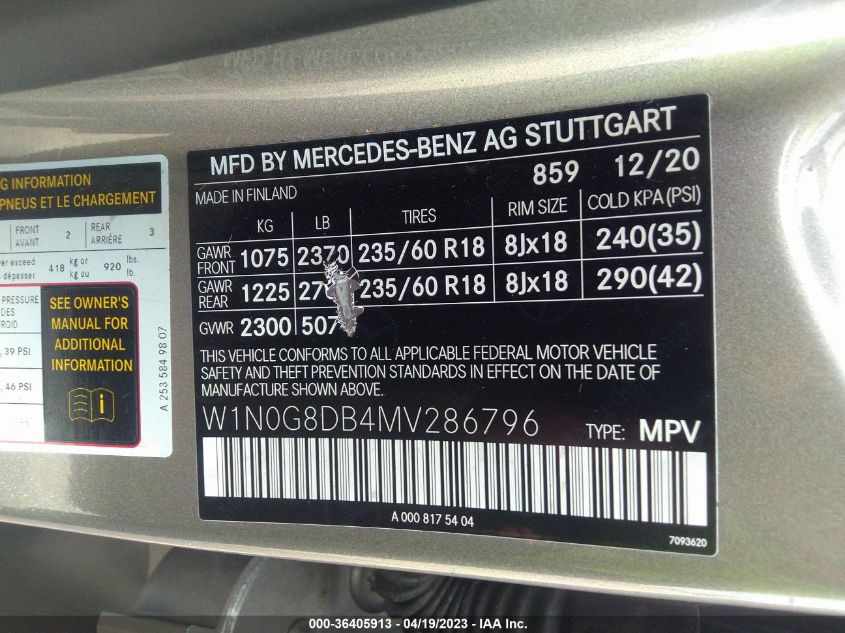 G INFORMATION
PNEUS ET LE CHARGEMENT
FRONT 2 REAR 3
AVANT ARRIÈRE
ver exceed 418 kg or 920 lbs.
dépasser kg ou lb.
PRESSURE
DES
FROID
39 PSI
46 PSI
SEE OWNER'S
MANUAL FOR
ADDITIONAL
INFORMATION
i
A 253 584 98 07
MFD BY MERCEDES-BENZ AG STUTTGART
859 12/20
MADE IN FINLAND
KG LB TIRES RIM SIZE COLD KPA (PSI)
GAWR FRONT 1075 2370 235/60 R18 8Jx18 240(35)
GAWR REAR 1225 235/60 R18 8Jx18 290(42)
GVWR 2300 507
THIS VEHICLE CONFORMS TO ALL APPLICABLE FEDERAL MOTOR VEHICLE
SAFETY AND THEFT PREVENTION STANDARDS IN EFFECT ON THE DATE OF
MANUFACTURE SHOWN ABOVE.
W1N0G8DB4MV286796 TYPE: MPV
A 000 817 54 04
7093620
000-36405913 - 04/19/2023 - IAA Inc.